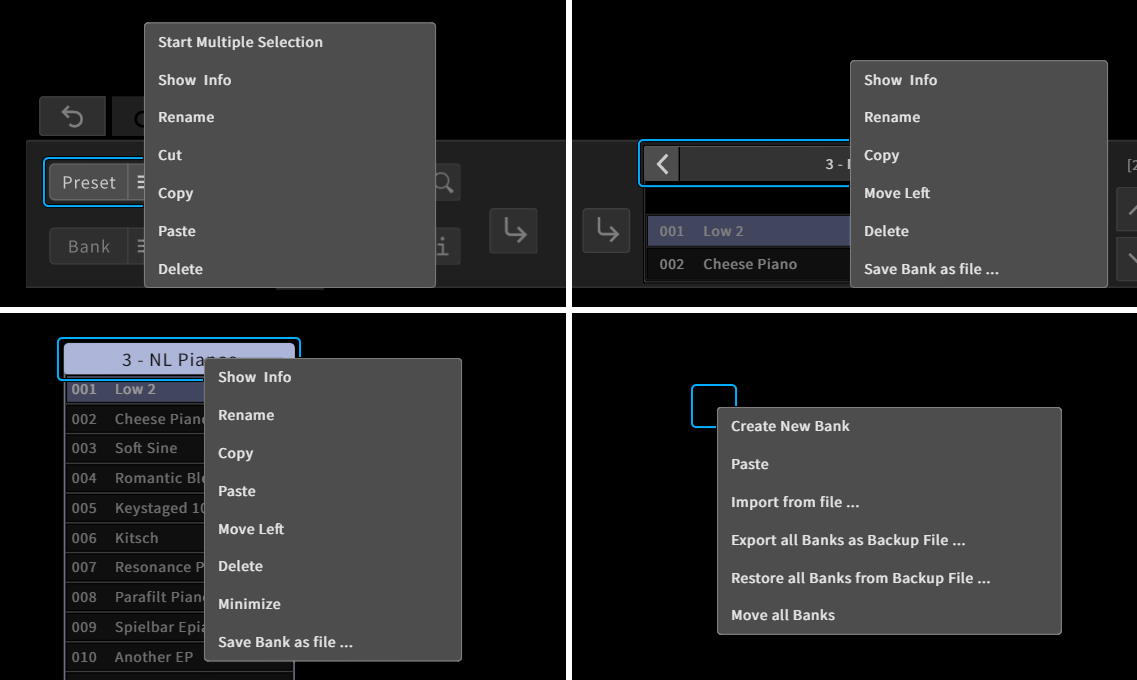 Start Multiple Selection
Show Info
Rename
Cut
Copy
Paste
Delete
Preset
Bank
Show Info
Rename
Copy
Move Left
Delete
Save Bank as file ...
3 -
[2
001 Low 2
002 Cheese Piano
3 - NL Pianos
001 Low 2
002 Cheese Piano
003 Soft Sine
004 Romantic Ble
005 Keystaged 10
006 Kitsch
007 Resonance P
008 Parafilt Piano
009 Spielbar Epia
010 Another EP
Show Info
Rename
Copy
Paste
Move Left
Delete
Minimize
Save Bank as file ...
Create New Bank
Paste
Import from file ...
Export all Banks as Backup File ...
Restore all Banks from Backup File ...
Move all Banks